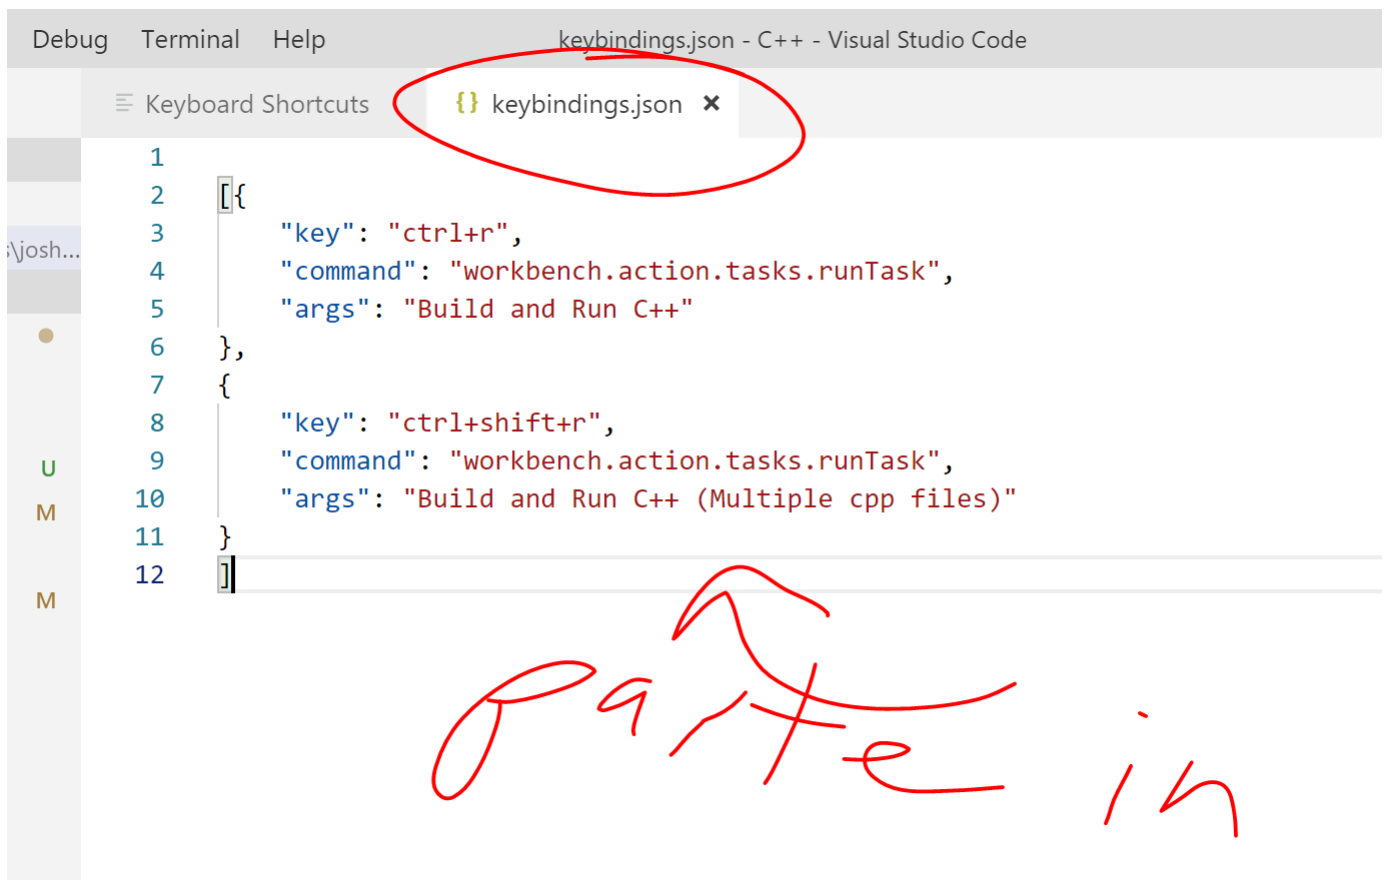 Debug Terminal Help keybindings.json - C++ - Visual Studio Code
Keyboard Shortcuts {} keybindings.json ×
1
2 [{
s\josh... 3 "key": "ctrl+r",
4 "command": "workbench.action.tasks.runTask",
5 "args": "Build and Run C++"
6 },
7 {
8 "key": "ctrl+shift+r",
U 9 "command": "workbench.action.tasks.runTask",
M 10 "args": "Build and Run C++ (Multiple cpp files)"
11 }
12 ]
M
paste in